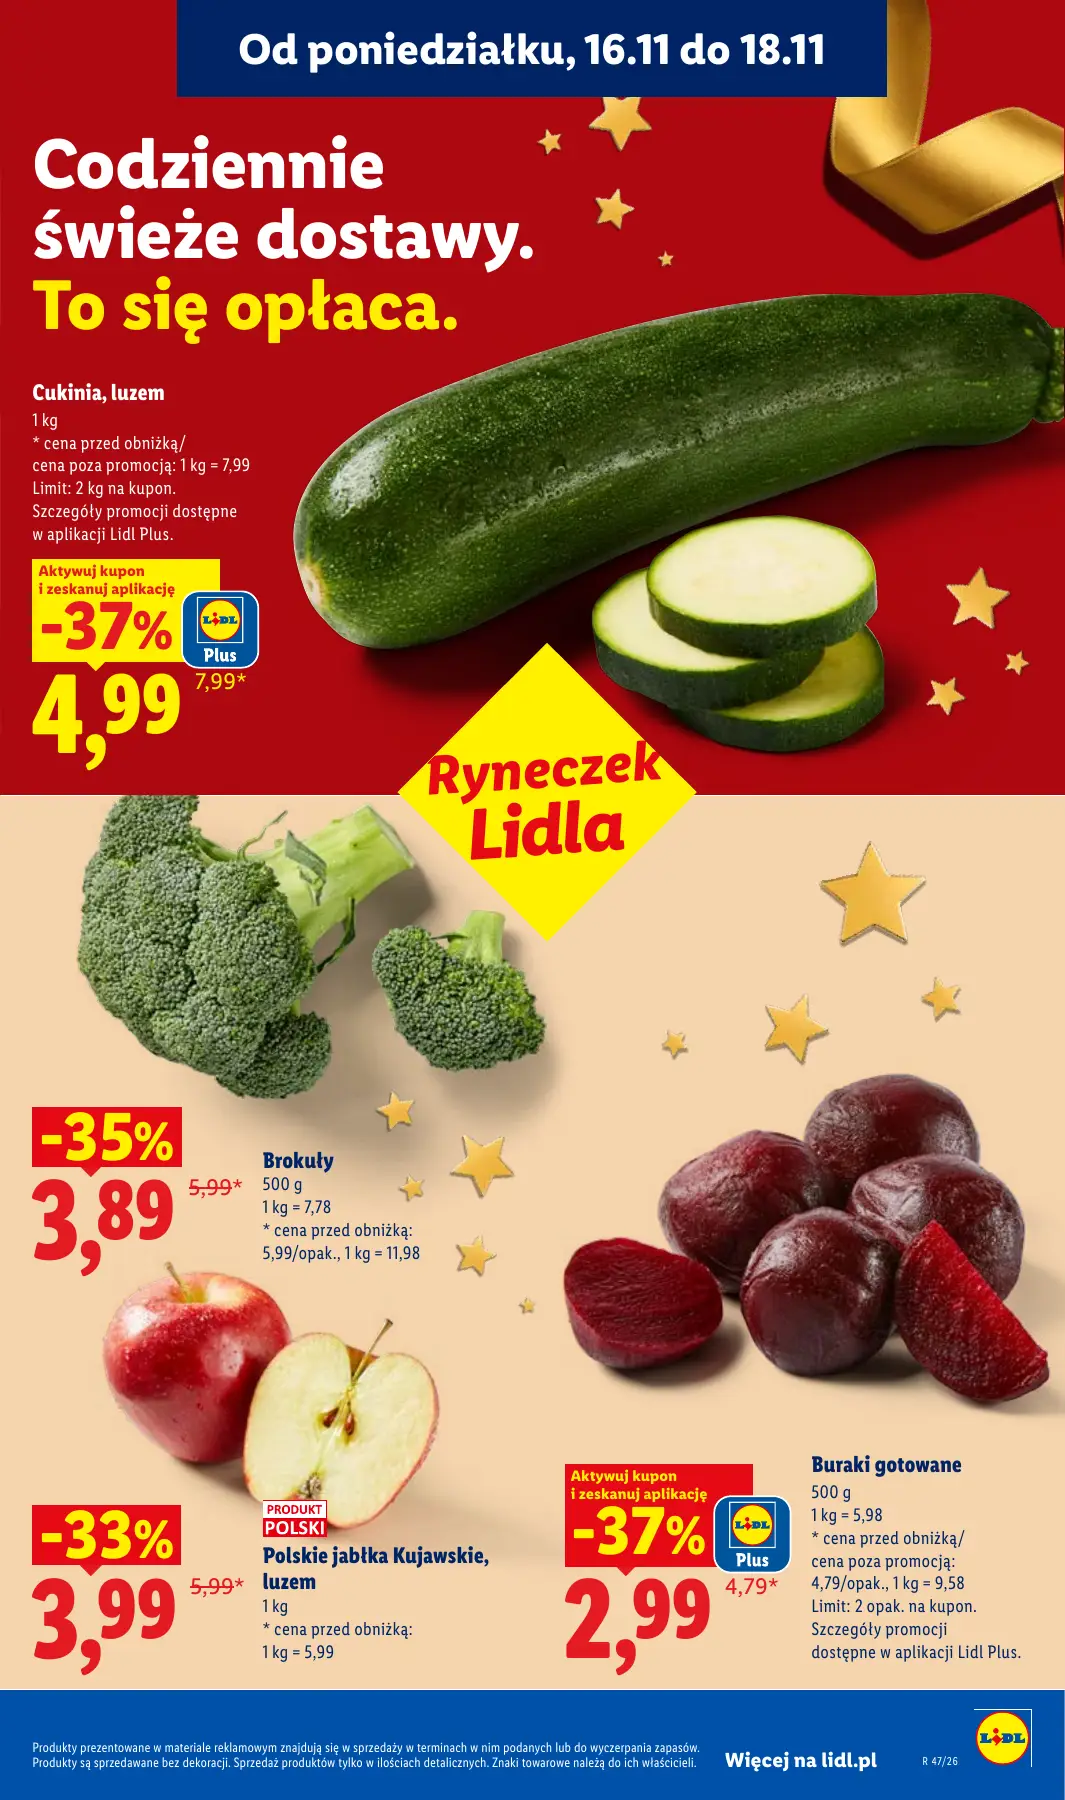 Od poniedziałku, 16.11 do 18.11
Codziennie
świeże dostawy.
To się opłaca.
Cukinia, luzem
1 kg
* cena przed obniżką/
cena poza promocją: 1 kg = 7,99
Limit: 2 kg na kupon.
Szczegóły promocji dostępne
w aplikacji Lidl Plus.
Aktywuj kupon
i zeskanuj aplikację
-37%
LIDL
Plus
7,99*
4,99
Ryneczek
Lidla
-35%
5,99*
3,89
Brokuły
500 g
1 kg = 7,78
* cena przed obniżką:
5,99/opak., 1 kg = 11,98
PRODUKT
POLSKI
-33%
5,99*
3,99
Polskie jabłka Kujawskie,
luzem
1 kg
* cena przed obniżką:
1 kg = 5,99
Aktywuj kupon
i zeskanuj aplikację
-37%
LIDL
Plus
4,79*
2,99
Buraki gotowane
500 g
1 kg = 5,98
* cena przed obniżką/
cena poza promocją:
4,79/opak., 1 kg = 9,58
Limit: 2 opak. na kupon.
Szczegóły promocji
dostępne w aplikacji Lidl Plus.
Produkty prezentowane w materiale reklamowym znajdują się w sprzedaży w terminach w nim podanych lub do wyczerpania zapasów.
Produkty są sprzedawane bez dekoracji. Sprzedaż produktów tylko w ilościach detalicznych. Znaki towarowe należą do ich właścicieli.
Więcej na lidl.pl
R 47/26
LIDL